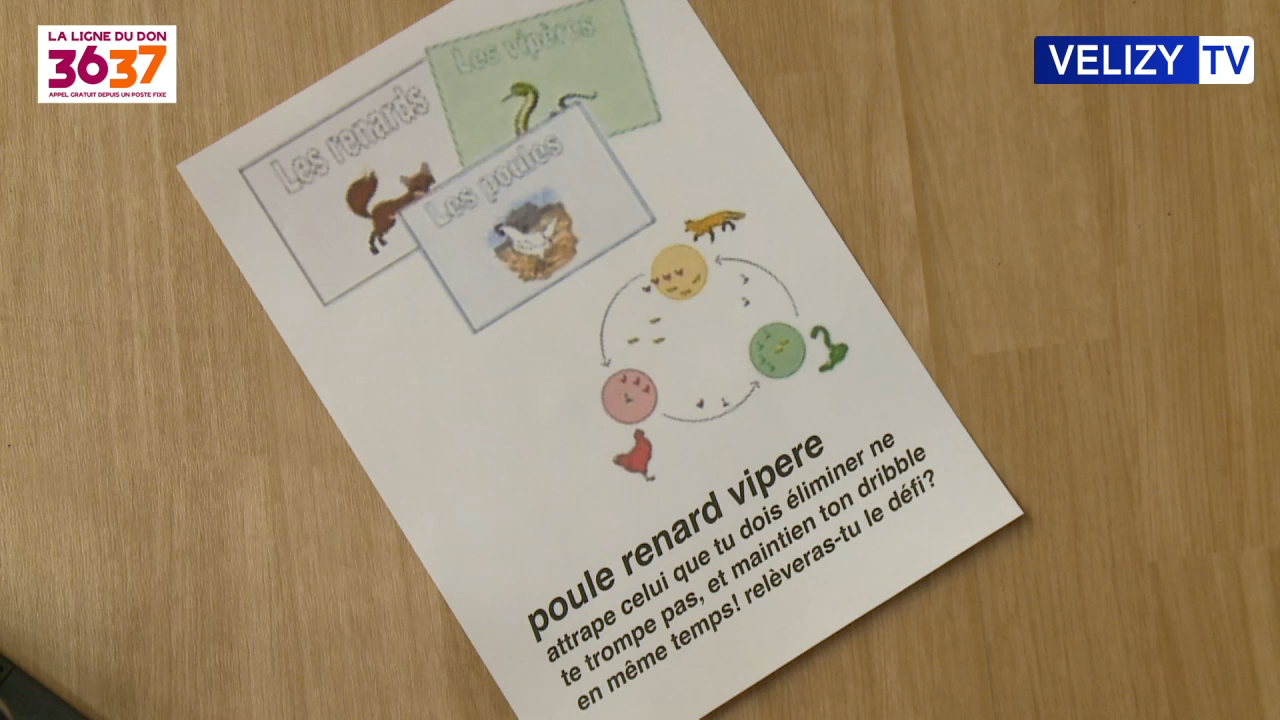 LA LIGNE DU DON
3637
APPEL GRATUIT DEPUIS UN POSTE FIXE
VELIZY TV
Les vipères
Les renards
Les poules
poule renard vipere
attrape celui que tu dois éliminer ne
te trompe pas, et maintien ton dribble
en même temps! relèveras-tu le défi?